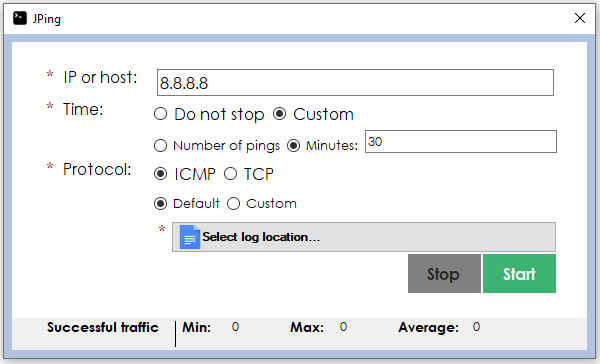 JPing
* IP or host: 8.8.8.8
* Time: Do not stop Custom
Number of pings Minutes: 30
* Protocol: ICMP TCP
Default Custom
* Select log location...
Stop Start
Successful traffic Min: 0 Max: 0 Average: 0